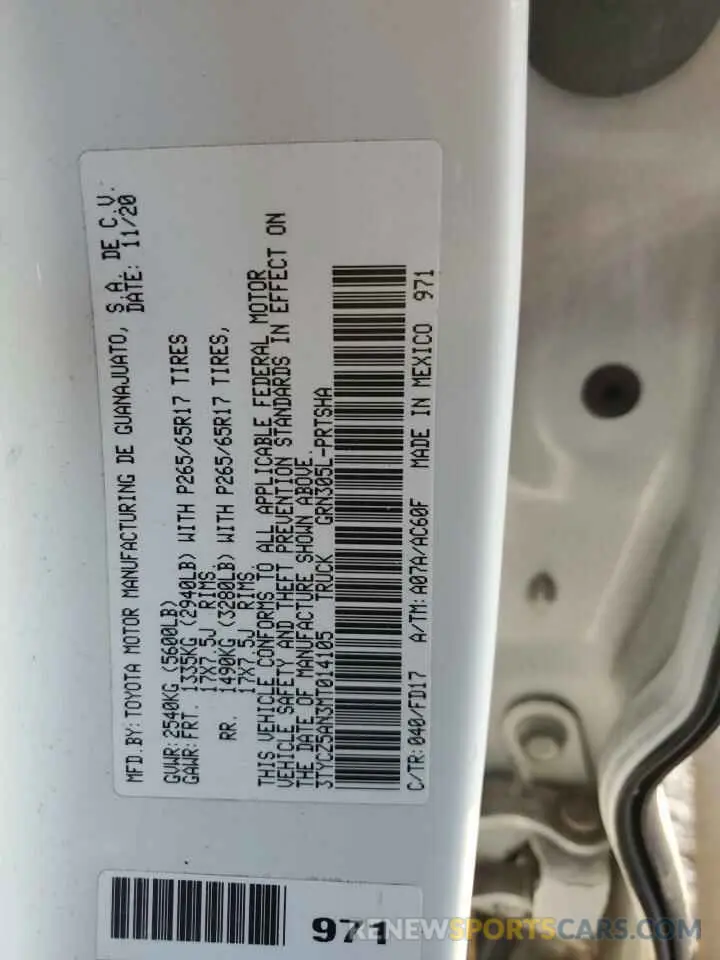 MFD.BY:TOYOTA MOTOR MANUFACTURING DE GUANAJUATO, S.A. DE C.V.
DATE: 11/20
GVWR:2540KG (5600LB)
GAWR:FRT. 1335KG (2940LB) WITH P265/65R17 TIRES
17X7.5J RIMS
RR. 1490KG (3280LB) WITH P265/65R17 TIRES,
17X7.5J RIMS
THIS VEHICLE CONFORMS TO ALL APPLICABLE FEDERAL MOTOR
VEHICLE SAFETY AND THEFT PREVENTION STANDARDS IN EFFECT ON
THE DATE OF MANUFACTURE SHOWN ABOVE.
3TYCZ5AN3MT014105 TRUCK GRN305L-PRTSHA
C/TR:040/FD17 A/TM:A07A/AC60F MADE IN MEXICO 971
971
RENEWSPORTSCARS.COM